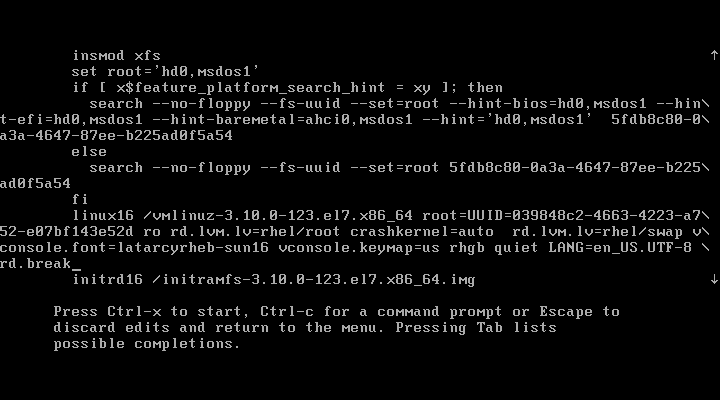 insmod xfs
set root='hd0,msdos1'
if [ x$feature_platform_search_hint = xy ]; then
search --no-floppy --fs-uuid --set=root --hint-bios=hd0,msdos1 --hin\
t-efi=hd0,msdos1 --hint-baremetal=ahci0,msdos1 --hint='hd0,msdos1'  5fdb8c80-0\
a3a-4647-87ee-b225ad0f5a54
else
search --no-floppy --fs-uuid --set=root 5fdb8c80-0a3a-4647-87ee-b225\
ad0f5a54
fi
linux16 /vmlinuz-3.10.0-123.el7.x86_64 root=UUID=039848c2-4663-4223-a7\
52-e07bf143e52d ro rd.lvm.lv=rhel/root crashkernel=auto  rd.lvm.lv=rhel/swap v\
console.font=latarcyrheb-sun16 vconsole.keymap=us rhgb quiet LANG=en_US.UTF-8 \
rd.break_
initrd16 /initramfs-3.10.0-123.el7.x86_64.img
Press Ctrl-x to start, Ctrl-c for a command prompt or Escape to
discard edits and return to the menu. Pressing Tab lists
possible completions.